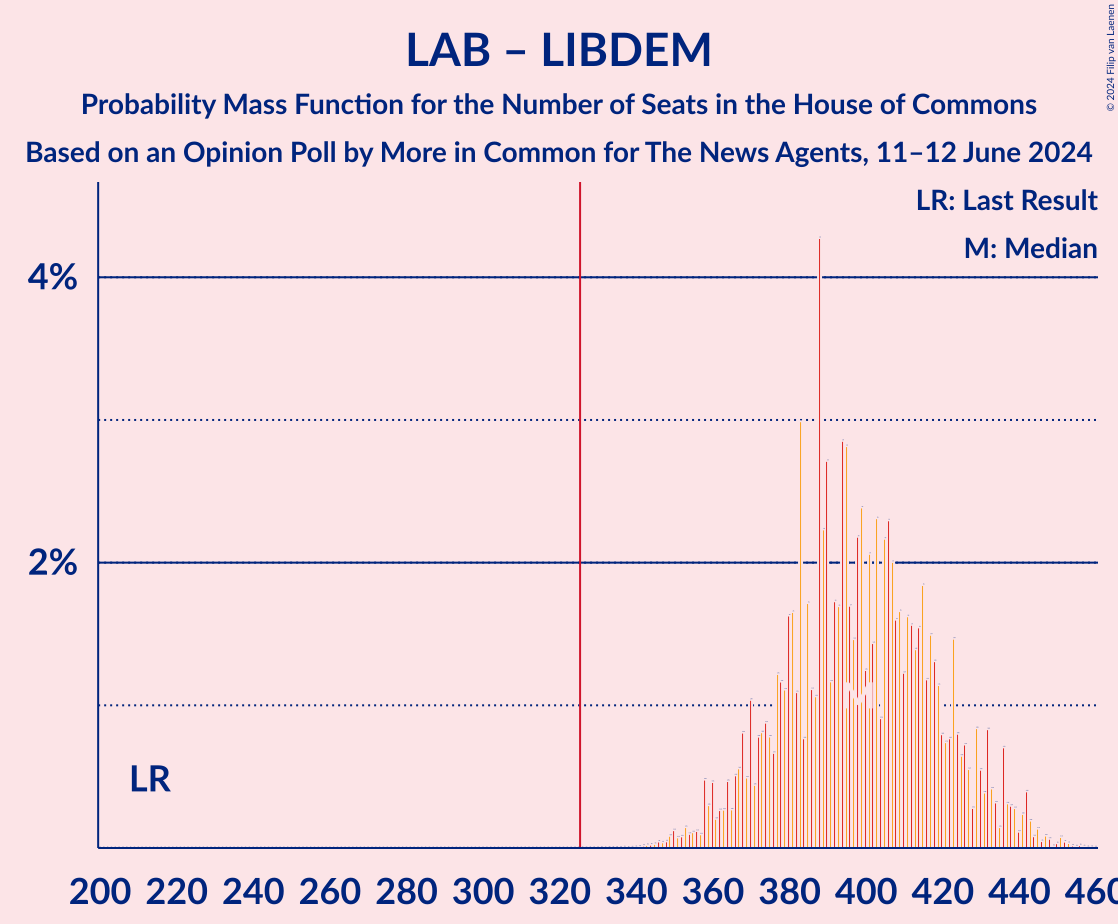 LAB – LIBDEM
Probability Mass Function for the Number of Seats in the House of Commons
Based on an Opinion Poll by More in Common for The News Agents, 11–12 June 2024
© 2024 Filip van Laenen
LR: Last Result
M: Median
4%
2%
LR
M
200 220 240 260 280 300 320 340 360 380 400 420 440 460